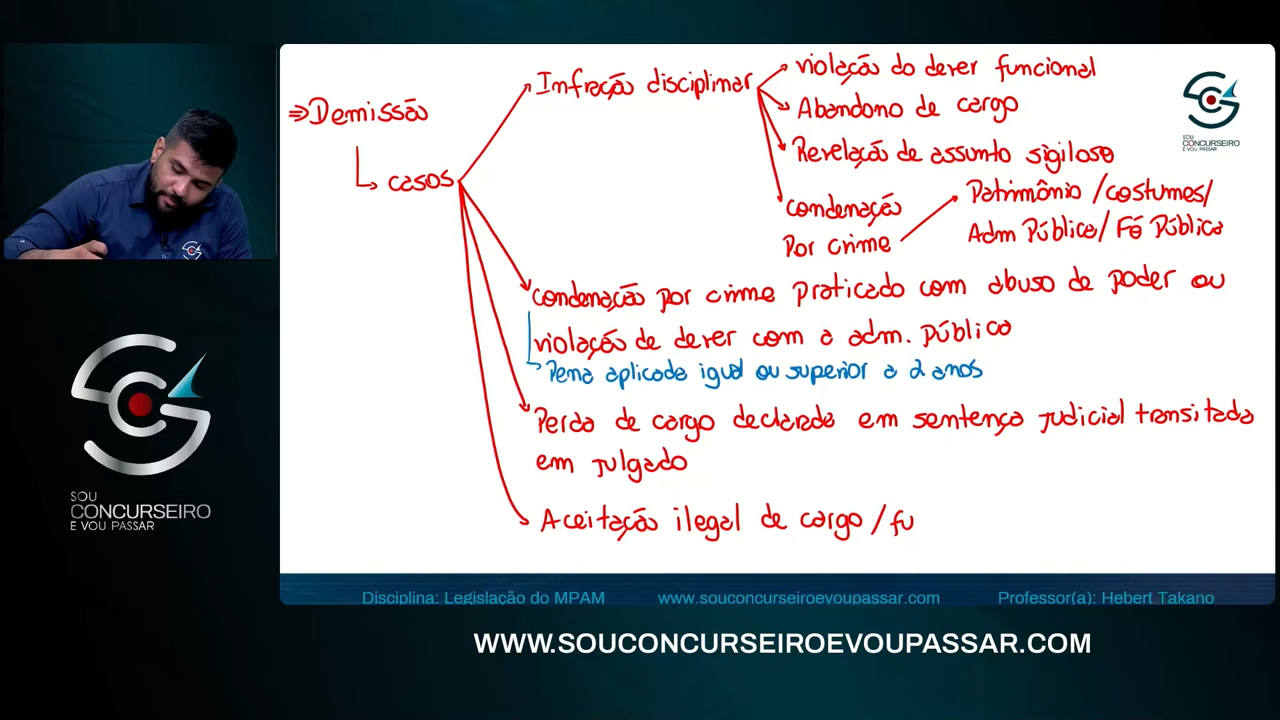 ⇒ Demissão
casos
Infração disciplinar
violação do dever funcional
Abandono de cargo
Revelação de assunto sigiloso
condenação
Por crime
Patrimônio /costumes/
Adm Pública/ Fé Pública
condenação por crime praticado com abuso de poder ou
violação de dever com a adm. pública
Pena aplicada igual ou superior a 2 anos
Perda de cargo declarada em sentença judicial transitada
em julgado
Aceitação ilegal de cargo /fu
SOU
CONCURSEIRO
E VOU PASSAR
SOU
CONCURSEIRO
E VOU PASSAR
Disciplina: Legislação do MPAM www.souconcurseiroevoupassar.com Professor(a): Hebert Takano
WWW.SOUCONCURSEIROEVOUPASSAR.COM